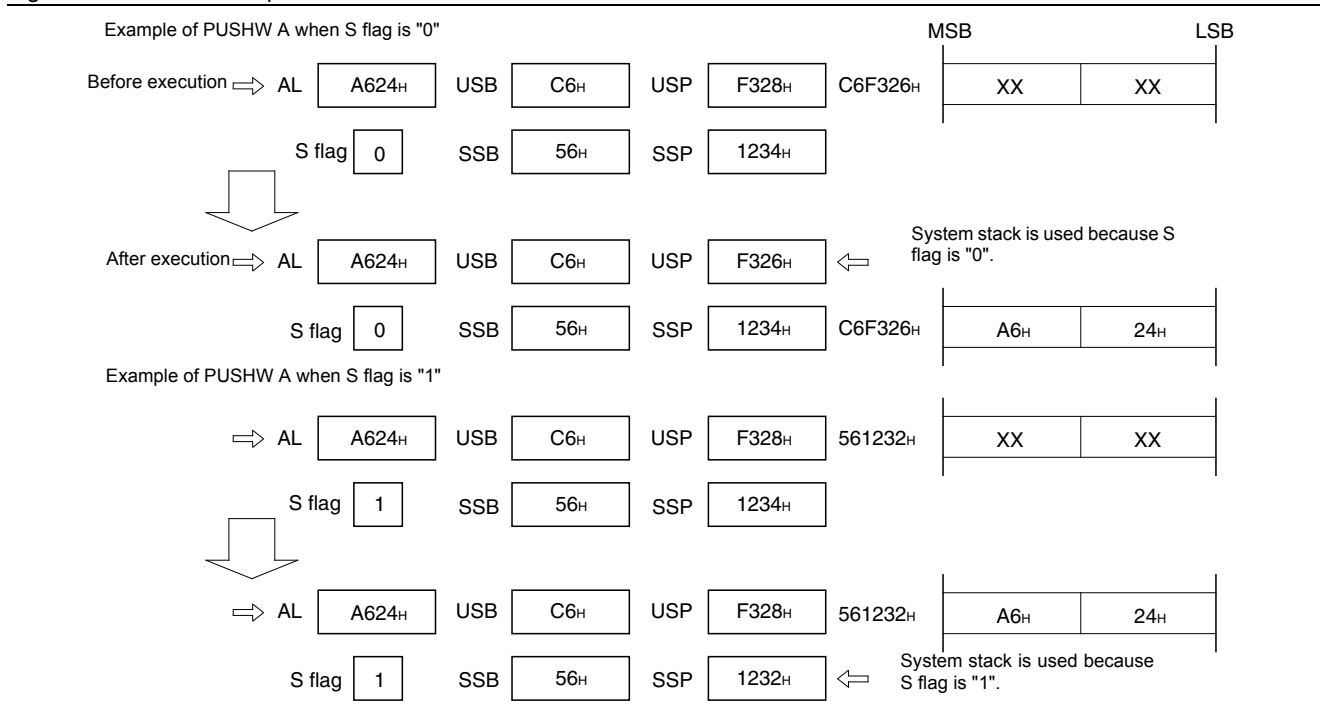 Example of PUSHW A when S flag is "0"
MSB LSB
Before execution AL A624H USB C6H USP F328H C6F326H XX XX
S flag 0 SSB 56H SSP 1234H
After execution AL A624H USB C6H USP F326H System stack is used because S
flag is "0".
S flag 0 SSB 56H SSP 1234H C6F326H A6H 24H
Example of PUSHW A when S flag is "1"
AL A624H USB C6H USP F328H 561232H XX XX
S flag 1 SSB 56H SSP 1234H
AL A624H USB C6H USP F328H 561232H A6H 24H
S flag 1 SSB 56H SSP 1232H System stack is used because
S flag is "1".